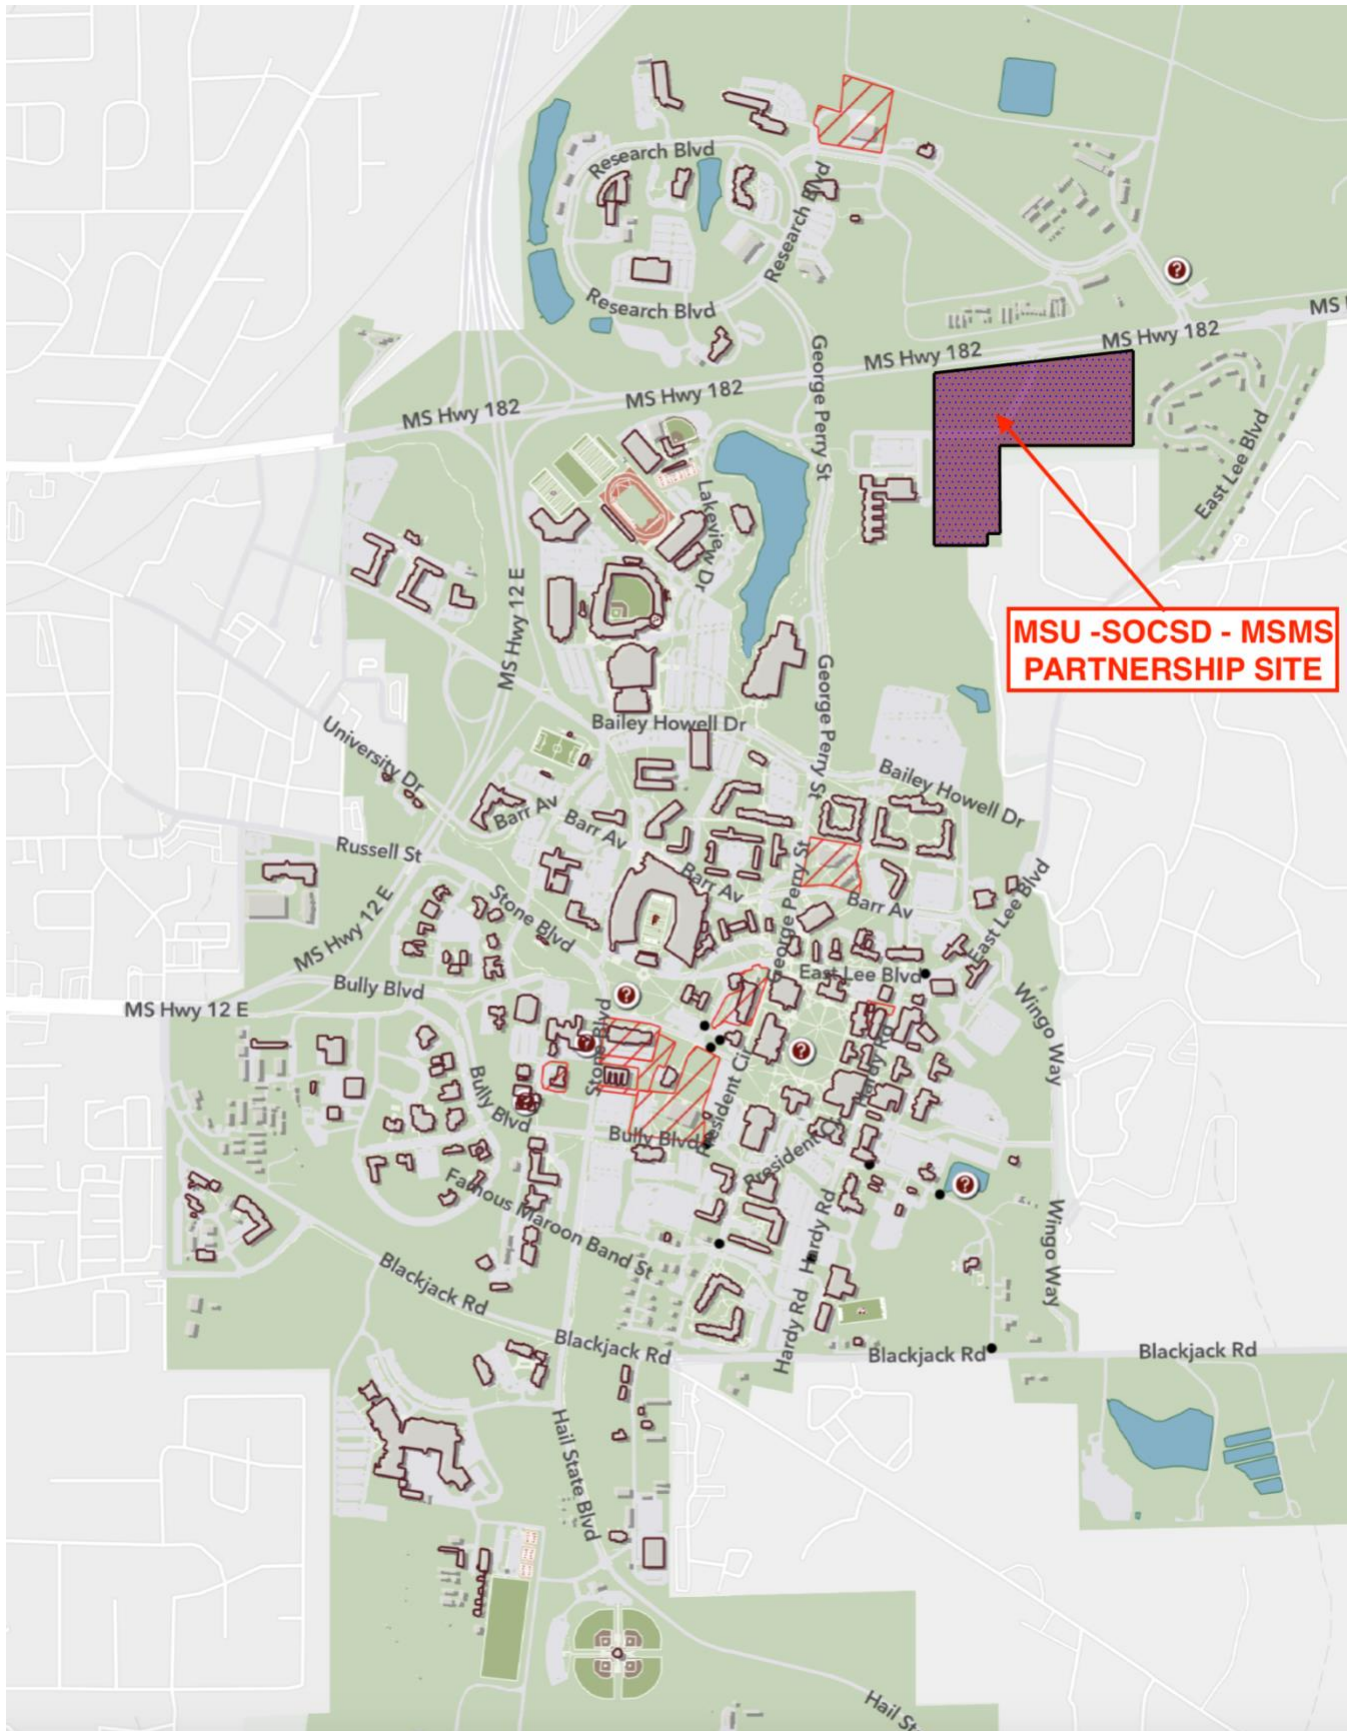 Research Blvd
Research Blvd
Research Blvd
MS Hwy 182
MS Hwy 182
MS Hwy 182
MS Hwy 182
George Perry St
East Lee Blvd
Lakeview Dr
MS Hwy 12 E
MSU -SOCSD - MSMS
PARTNERSHIP SITE
George Perry St
Bailey Howell Dr
University Dr
Bailey Howell Dr
Barr Av
Barr Av
Russell St
Barr Av
George Perry St
Barr Av
Stone Blvd
East Lee Blvd
MS Hwy 12 E
East Lee Blvd
Bully Blvd
MS Hwy 12 E
Wingo Way
Stone Blvd
Hardy Rd
President Cir
Bully Blvd
Bully Blvd
President Cir
Famous Maroon Band St
Hardy Rd
Wingo Way
Blackjack Rd
Hardy Rd
Blackjack Rd
Blackjack Rd
Blackjack Rd
Hail State Blvd
Hail St